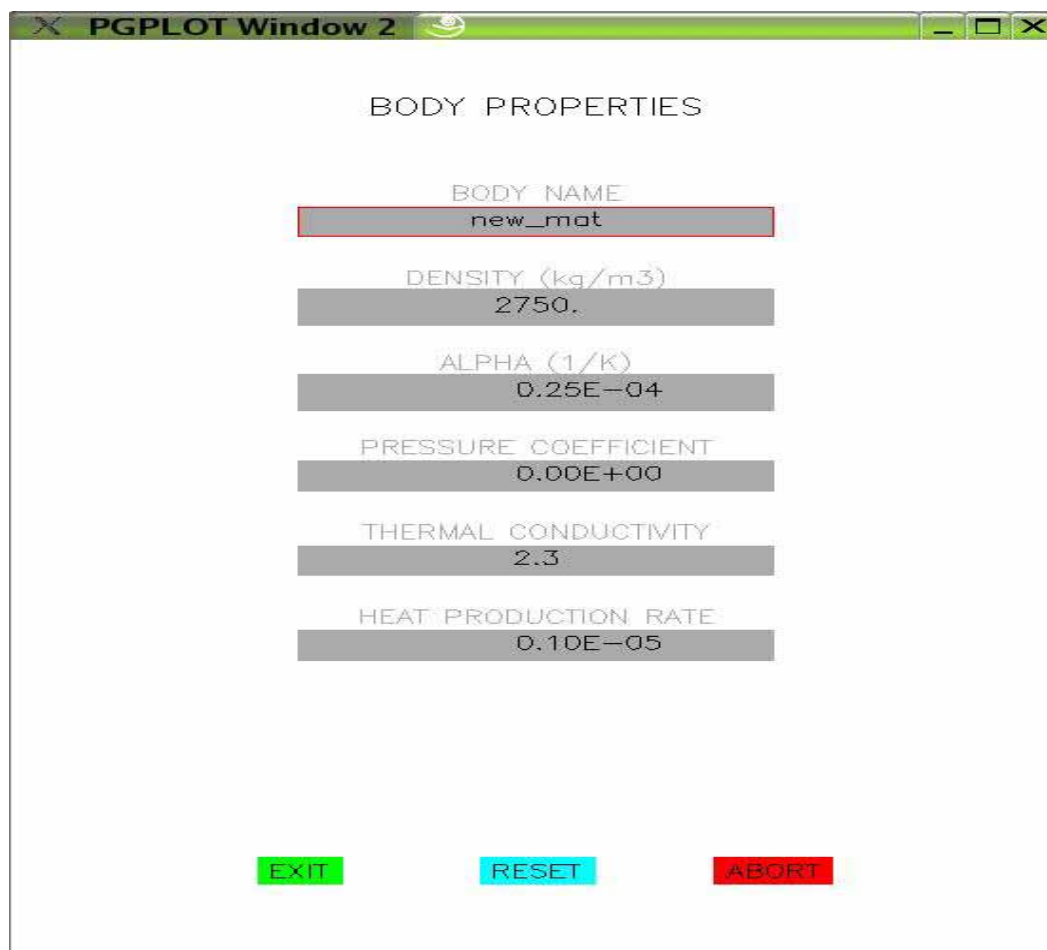 PGPLOT Window 2
BODY PROPERTIES
BODY NAME
new_mat
DENSITY (kg/m3)
2750.
ALPHA (1/K)
0.25E-04
PRESSURE COEFFICIENT
0.00E+00
THERMAL CONDUCTIVITY
2.3
HEAT PRODUCTION RATE
0.10E-05
EXIT RESET ABORT